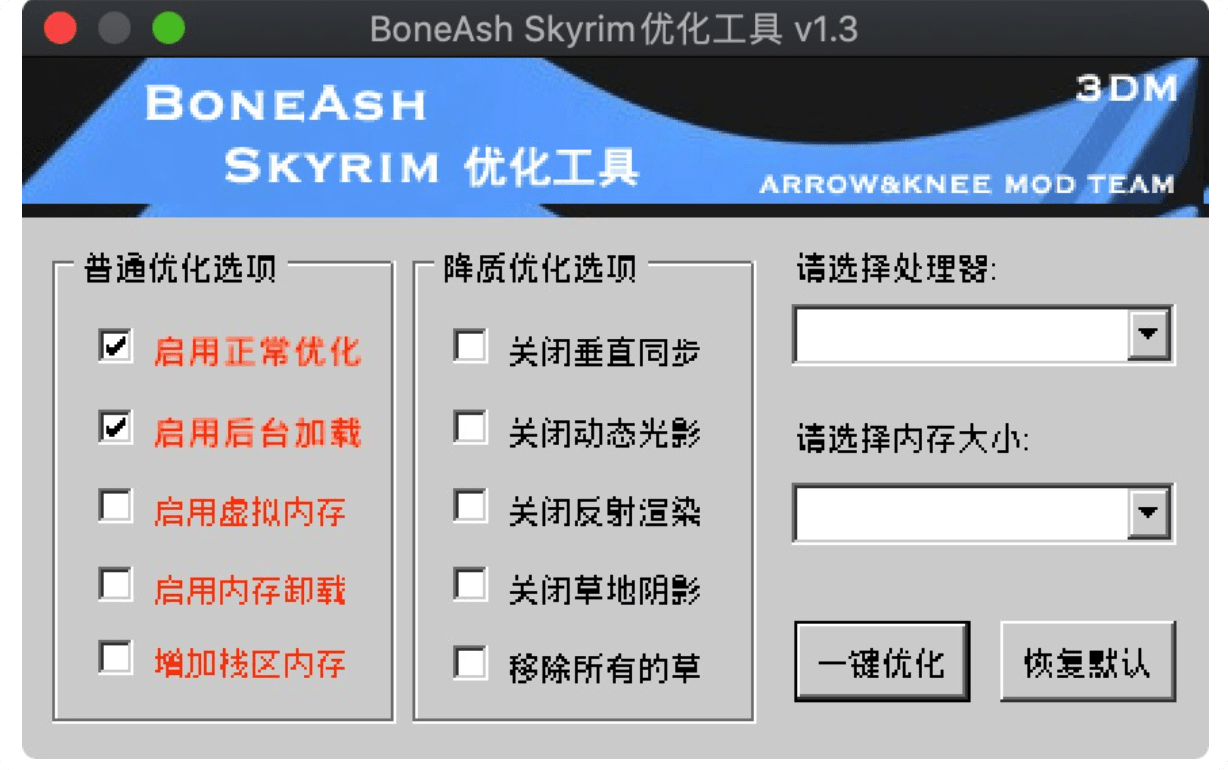 BoneAsh Skyrim优化工具 v1.3
BONEASH
3DM
SKYRIM 优化工具
ARROW&KNEE MOD TEAM
普通优化选项
启用正常优化
启用后台加载
启用虚拟内存
启用内存卸载
增加栈区内存
降质优化选项
关闭垂直同步
关闭动态光影
关闭反射渲染
关闭草地阴影
移除所有的草
请选择处理器:
请选择内存大小:
一键优化
恢复默认